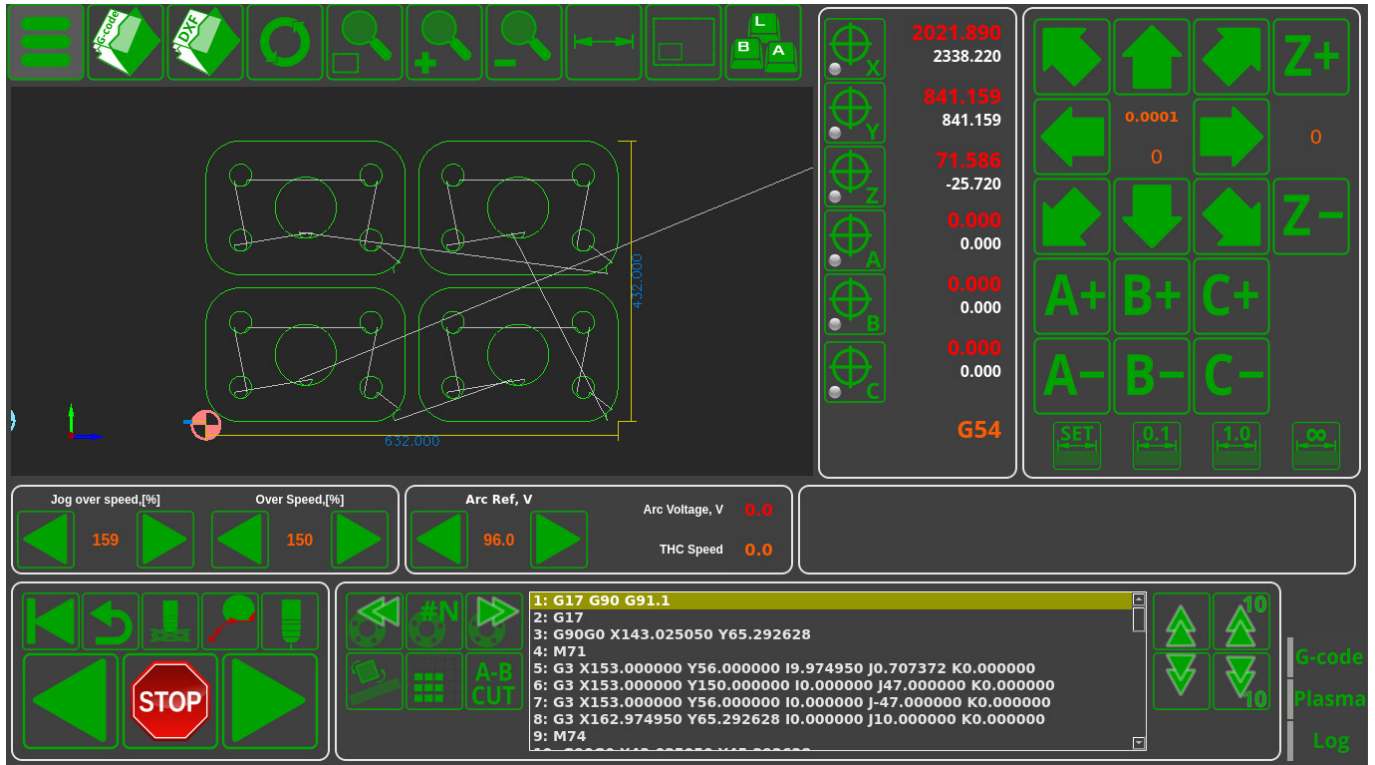 G-code
DXF
L
B
A
X
2021.890
2338.220
Y
841.159
841.159
Z
71.586
-25.720
A
0.000
0.000
B
0.000
0.000
C
0.000
0.000
G54
Z+
0.0001
0
0
Z-
A+ B+ C+
A- B- C-
SET 0.1 1.0 ∞
432.000
632.000
Jog over speed,[%]
159
Over Speed,[%]
150
Arc Ref, V
96.0
Arc Voltage, V 0.0
THC Speed 0.0
STOP
#N
A-B
CUT
1: G17 G90 G91.1
2: G17
3: G90G0 X143.025050 Y65.292628
4: M71
5: G3 X153.000000 Y56.000000 I9.974950 J0.707372 K0.000000
6: G3 X153.000000 Y150.000000 I0.000000 J47.000000 K0.000000
7: G3 X153.000000 Y56.000000 I0.000000 J-47.000000 K0.000000
8: G3 X162.974950 Y65.292628 I0.000000 J10.000000 K0.000000
9: M74
10
10
G-code
Plasma
Log